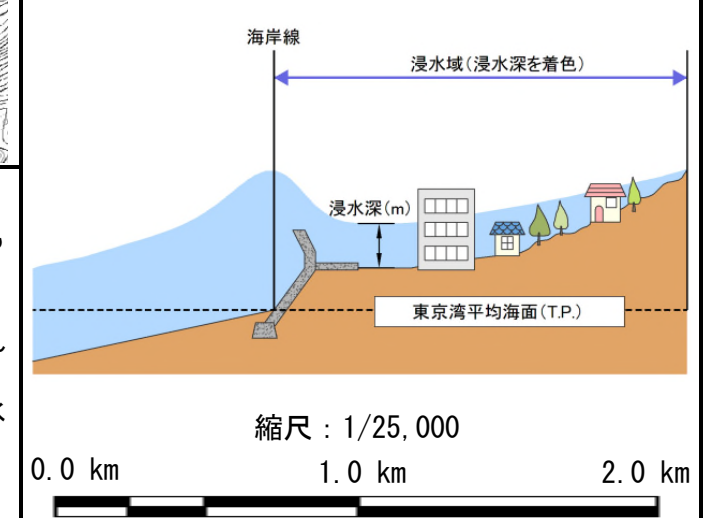 海岸線
浸水域(浸水深を着色)
浸水深(m)
東京湾平均海面(T.P.)
縮尺：1/25,000
0.0 km 1.0 km 2.0 km